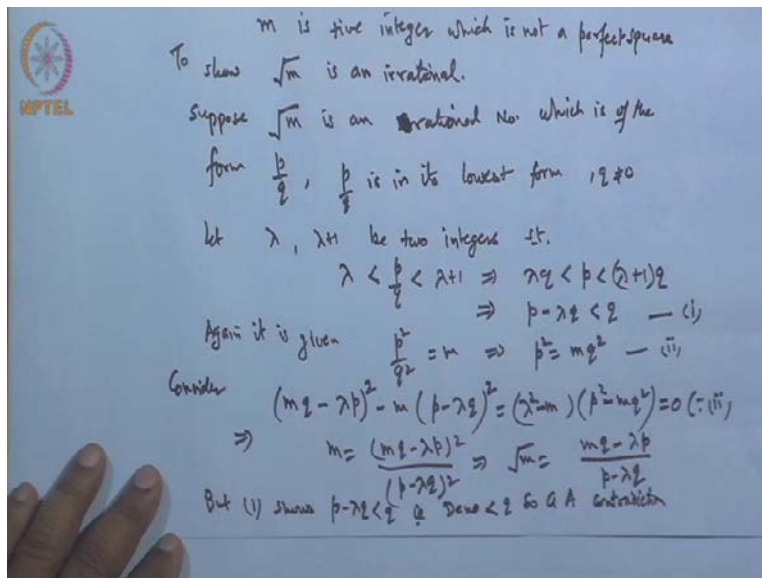 m is +ive integer which is not a perfect square
To show √m is an irrational.
NPTEL
Suppose √m is an rational No. which is of the
form p/q, p/q is in its lowest form, q≠0
let λ, λ+1 be two integers st.
λ < p/q < λ+1 ⇒ λq < p < (λ+1)q
⇒ p-λq < q — (i)
Again it is given p²/q² = m ⇒ p² = mq² — (ii)
Consider
(mq - λp)² - m(p-λq)² = (λ²-m)(p²-mq²) = 0 (∵ (ii))
⇒ m = (mq-λp)²/(p-λq)² ⇒ √m = (mq-λp)/(p-λq)
But (1) shows p-λq < q Deno < q So A contradiction